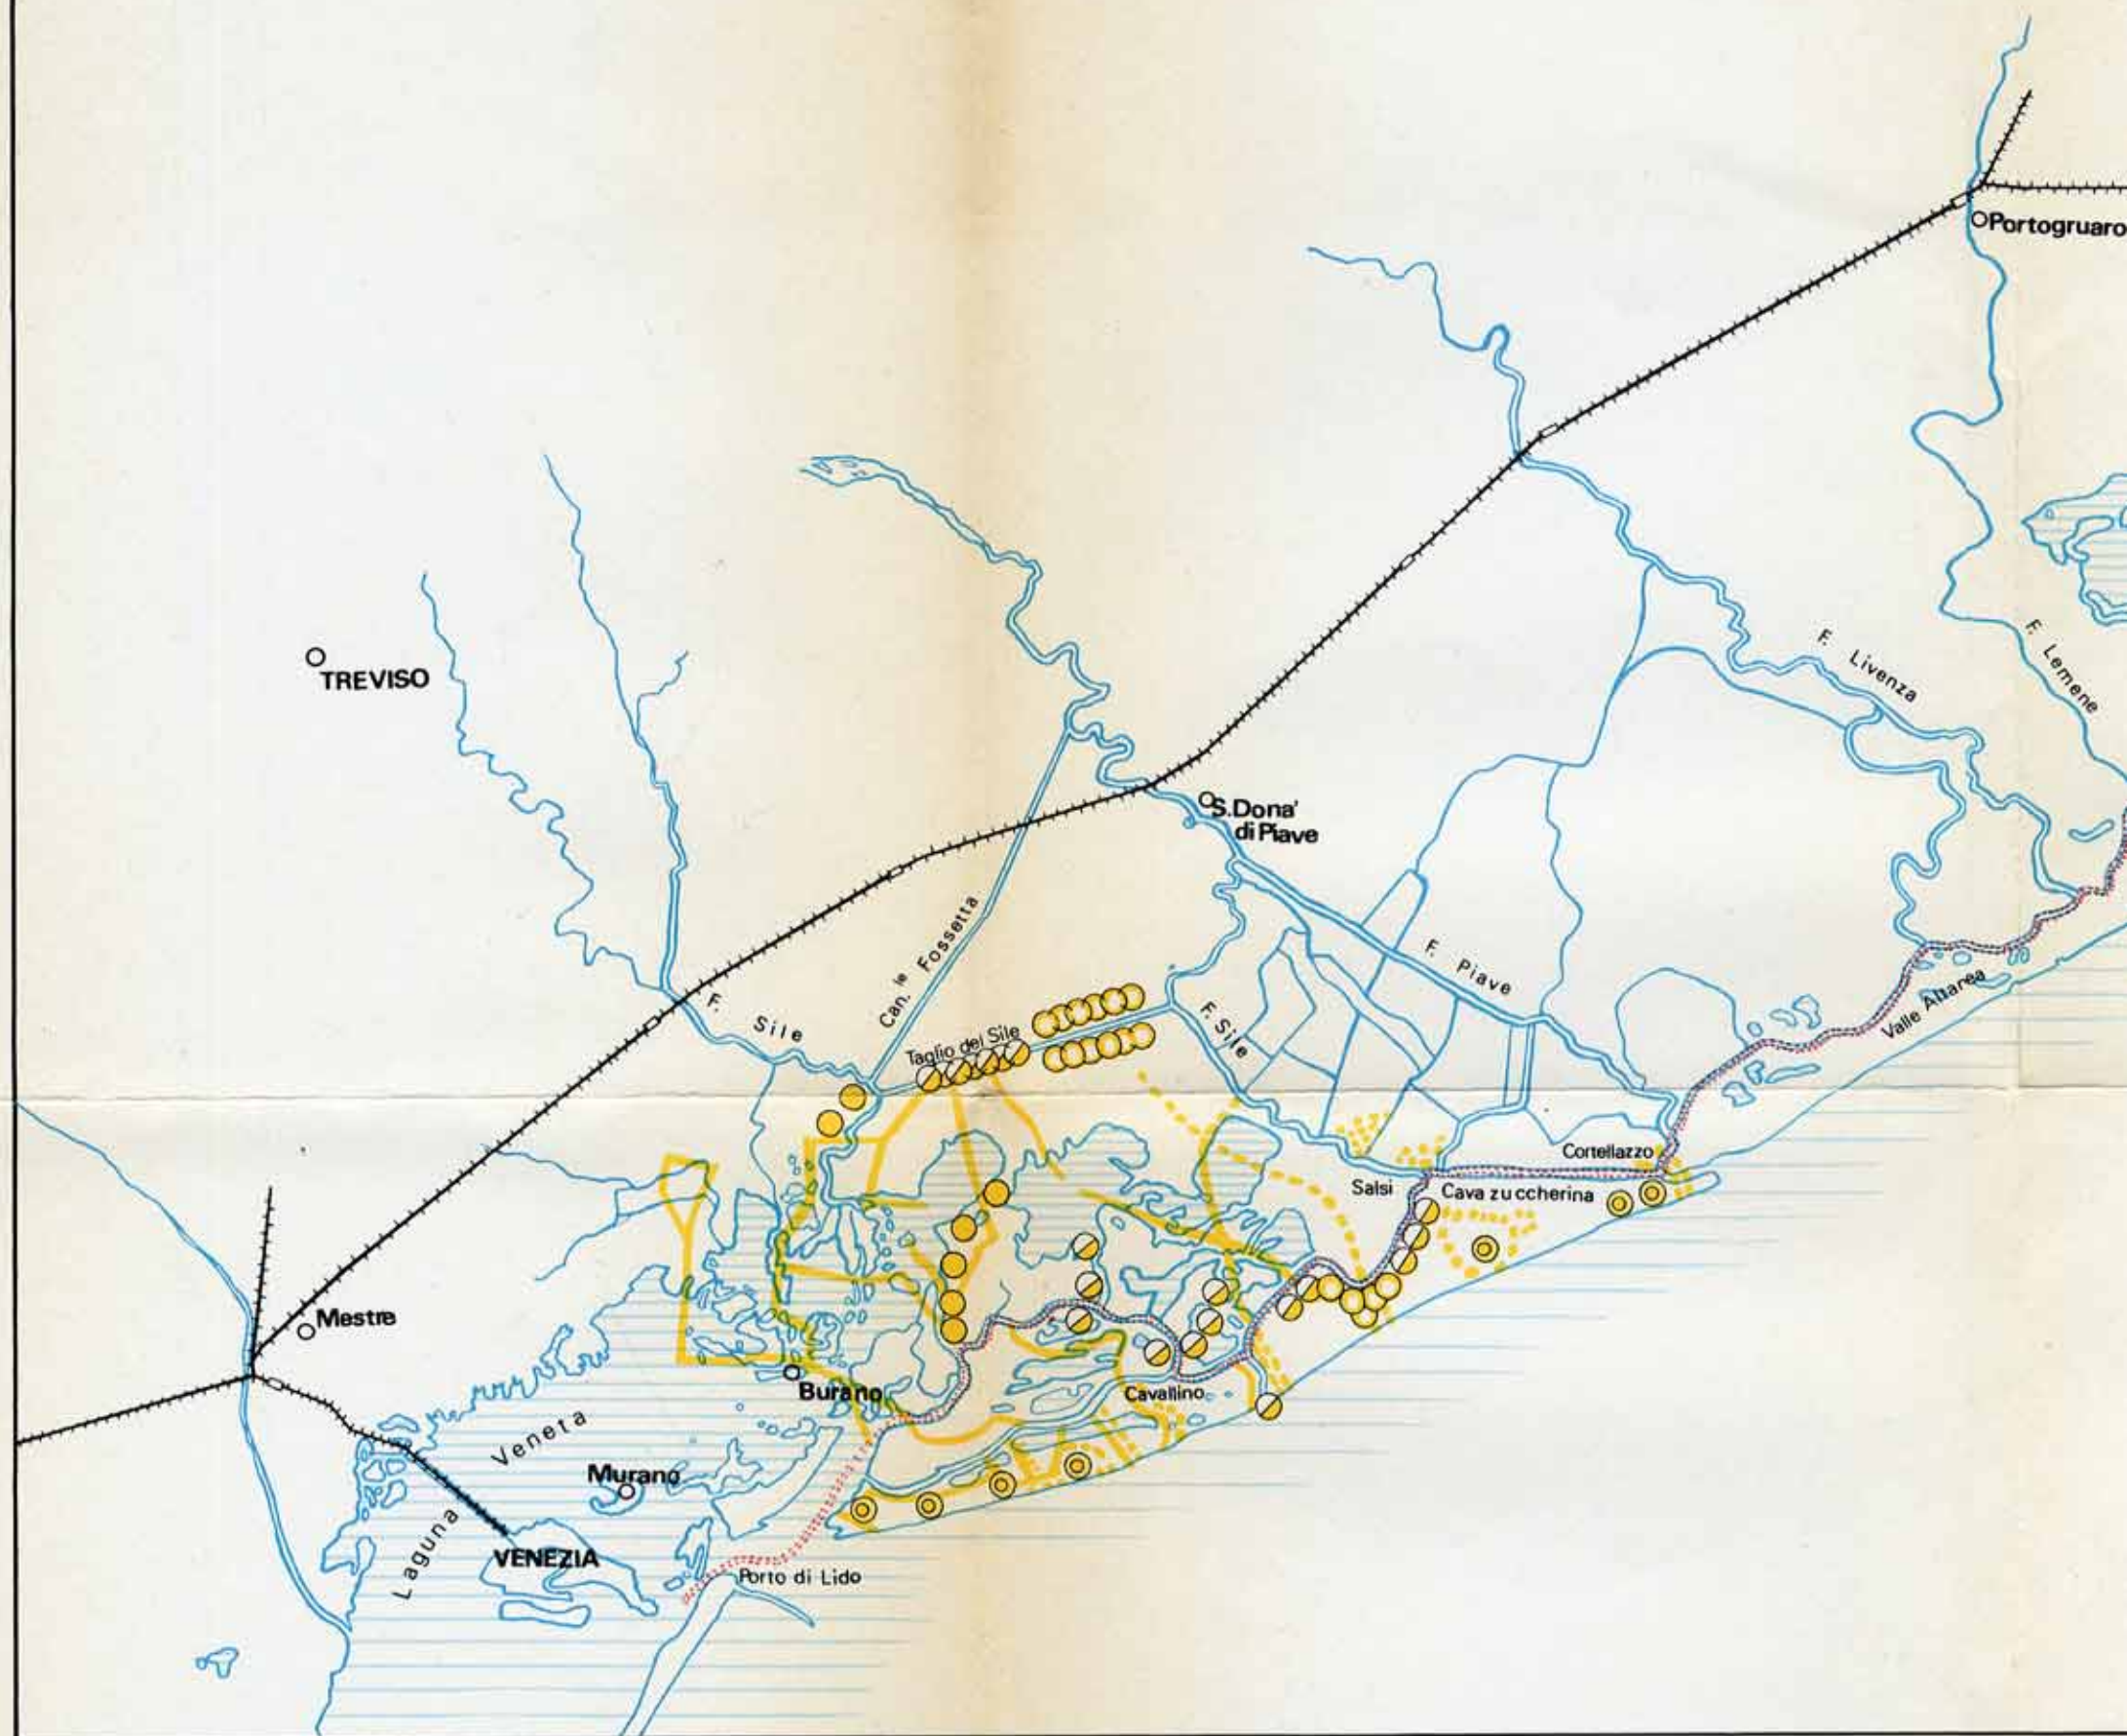 Portogruaro
TREVISO
F. Livenza
F. Lemene
S.Dona'
di Piave
Can.le Fossetta
F. Piave
F. Sile
F. Sile
Taglio del Sile
Valle Altarea
Cortellazzo
Salsi
Cava zuccherina
Mestre
Burano
Cavallino
Laguna Veneta
Murano
VENEZIA
Porto di Lido